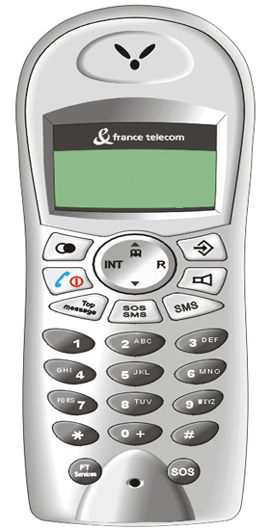 france telecom
INT R
Top
message
SOS
SMS
SMS
1 2 ABC 3 DEF
GHI 4 5 JKL 6 MNO
PQRS 7 8 TUV 9 WXYZ
* 0 + #
FT
Services
SOS